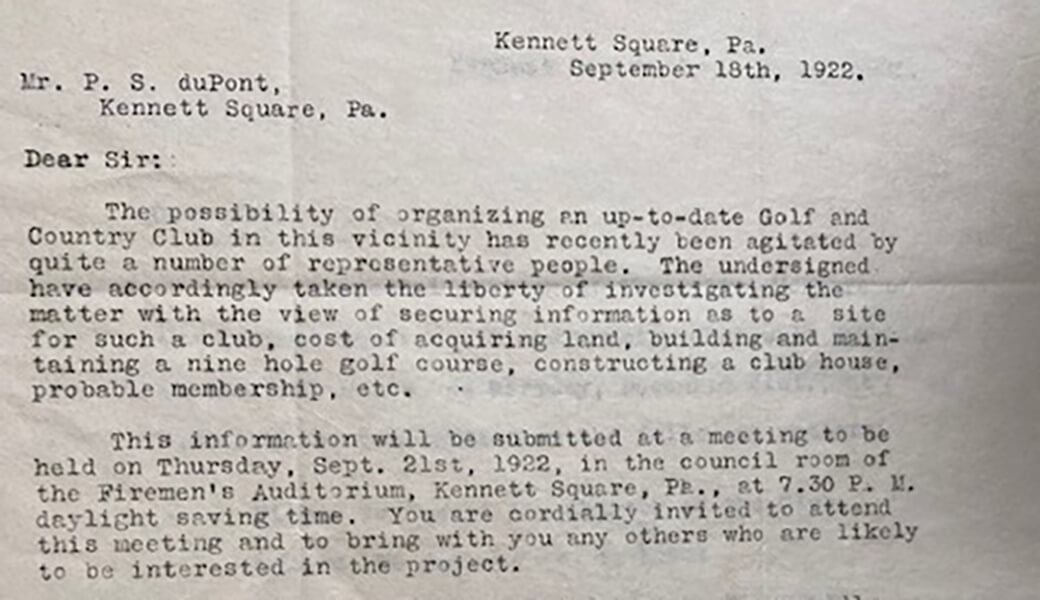 Kennett Square, Pa.
September 18th, 1922.
Mr. P. S. duPont,
Kennett Square, Pa.
Dear Sir:
The possibility of organizing an up-to-date Golf and
Country Club in this vicinity has recently been agitated by
quite a number of representative people. The undersigned
have accordingly taken the liberty of investigating the
matter with the view of securing information as to a site
for such a club, cost of acquiring land, building and main-
taining a nine hole golf course, constructing a club house,
probable membership, etc.
This information will be submitted at a meeting to be
held on Thursday, Sept. 21st, 1922, in the council room of
the Firemen's Auditorium, Kennett Square, Pa., at 7.30 P. M.
daylight saving time. You are cordially invited to attend
this meeting and to bring with you any others who are likely
to be interested in the project.